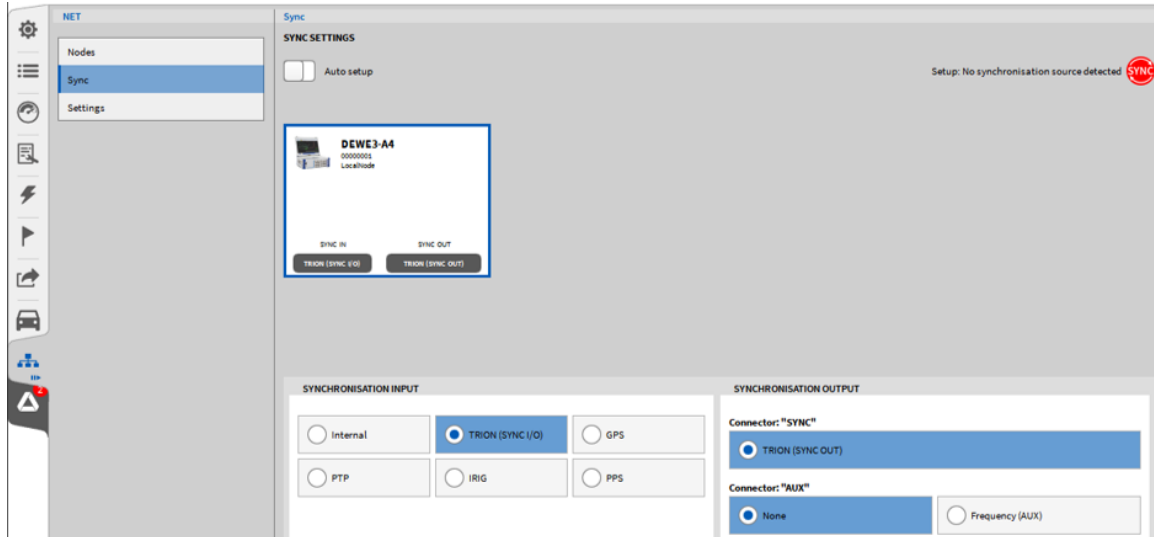 NET
Nodes
Sync
Settings
2
Sync
SYNC SETTINGS
Auto setup
Setup: No synchronisation source detected
SYNC
DEWE3-A4
00000001
LocalNode
SYNC IN SYNC OUT
TRION (SYNC I/O) TRION (SYNC OUT)
SYNCHRONISATION INPUT
Internal TRION (SYNC I/O) GPS
PTP IRIG PPS
SYNCHRONISATION OUTPUT
Connector: "SYNC"
TRION (SYNC OUT)
Connector: "AUX"
None Frequency (AUX)